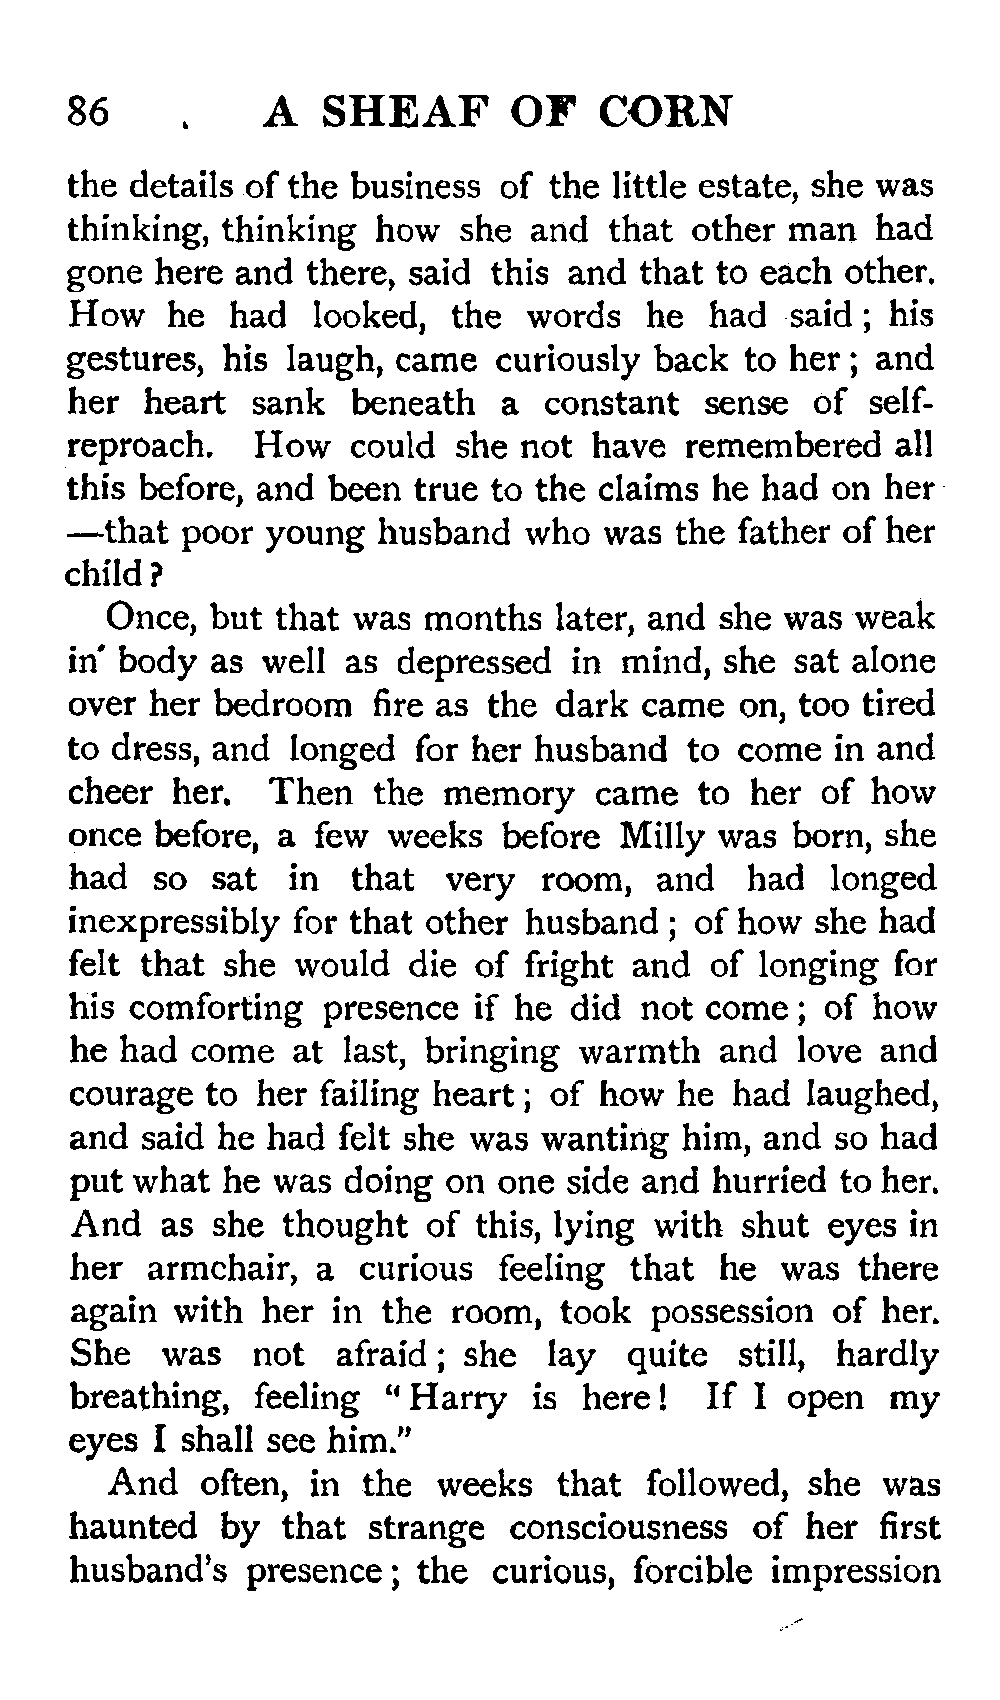 86 A SHEAF OF CORN
the details of the business of the little estate, she was
thinking, thinking how she and that other man had
gone here and there, said this and that to each other.
How he had looked, the words he had said; his
gestures, his laugh, came curiously back to her; and
her heart sank beneath a constant sense of self-
reproach. How could she not have remembered all
this before, and been true to the claims he had on her
—that poor young husband who was the father of her
child?
Once, but that was months later, and she was weak
in body as well as depressed in mind, she sat alone
over her bedroom fire as the dark came on, too tired
to dress, and longed for her husband to come in and
cheer her. Then the memory came to her of how
once before, a few weeks before Milly was born, she
had so sat in that very room, and had longed
inexpressibly for that other husband; of how she had
felt that she would die of fright and of longing for
his comforting presence if he did not come; of how
he had come at last, bringing warmth and love and
courage to her failing heart; of how he had laughed,
and said he had felt she was wanting him, and so had
put what he was doing on one side and hurried to her.
And as she thought of this, lying with shut eyes in
her armchair, a curious feeling that he was there
again with her in the room, took possession of her.
She was not afraid; she lay quite still, hardly
breathing, feeling "Harry is here! If I open my
eyes I shall see him."
And often, in the weeks that followed, she was
haunted by that strange consciousness of her first
husband's presence; the curious, forcible impression